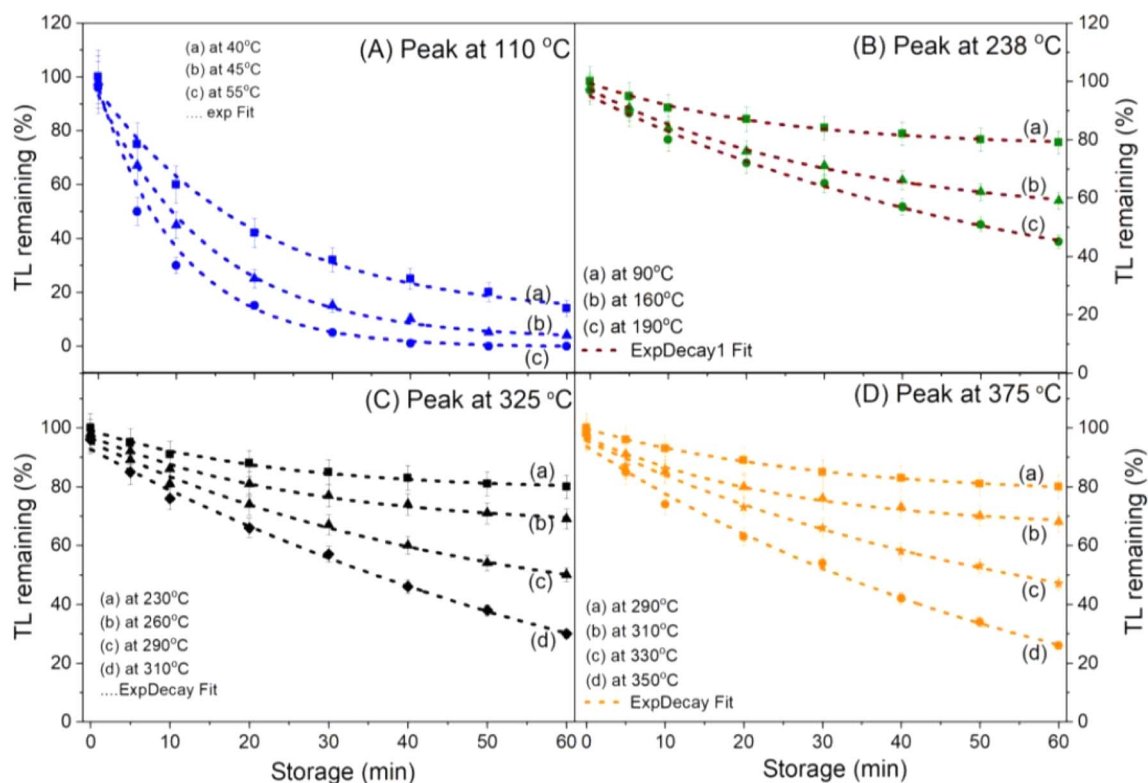 (A) Peak at 110 °C
(a) at 40°C
(b) at 45°C
(c) at 55°C
.... exp Fit
TL remaining (%)
120
100
80
60
40
20
0
(a)
(b)
(c)
(B) Peak at 238 °C
(a) at 90°C
(b) at 160°C
(c) at 190°C
ExpDecay1 Fit
(a)
(b)
(c)
120
100
80
60
40
20
0
TL remaining (%)
(C) Peak at 325 °C
TL remaining (%)
100
80
60
40
20
0
(a)
(b)
(c)
(d)
(a) at 230°C
(b) at 260°C
(c) at 290°C
(d) at 310°C
....ExpDecay Fit
0 10 20 30 40 50 60
Storage (min)
(D) Peak at 375 °C
(a)
(b)
(c)
(d)
(a) at 290°C
(b) at 310°C
(c) at 330°C
(d) at 350°C
ExpDecay Fit
100
80
60
40
20
0
TL remaining (%)
0 10 20 30 40 50 60
Storage (min)